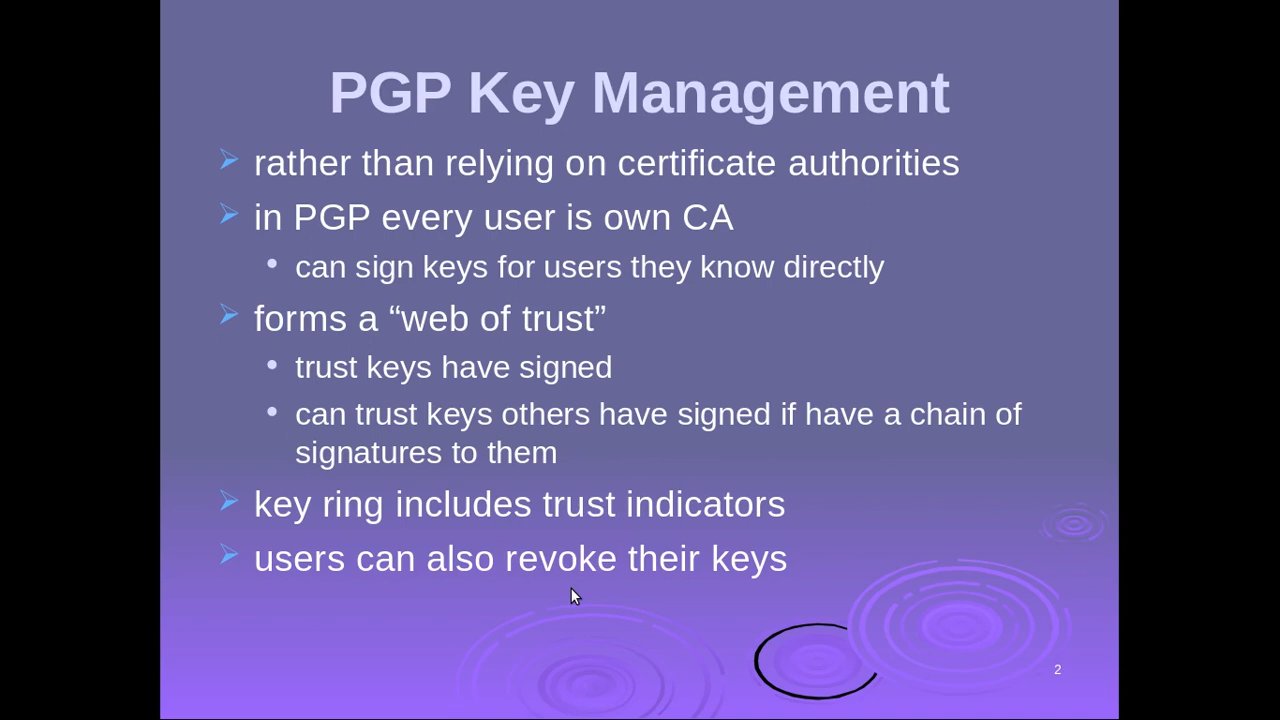 PGP Key Management
rather than relying on certificate authorities
in PGP every user is own CA
can sign keys for users they know directly
forms a “web of trust”
trust keys have signed
can trust keys others have signed if have a chain of
signatures to them
key ring includes trust indicators
users can also revoke their keys
2